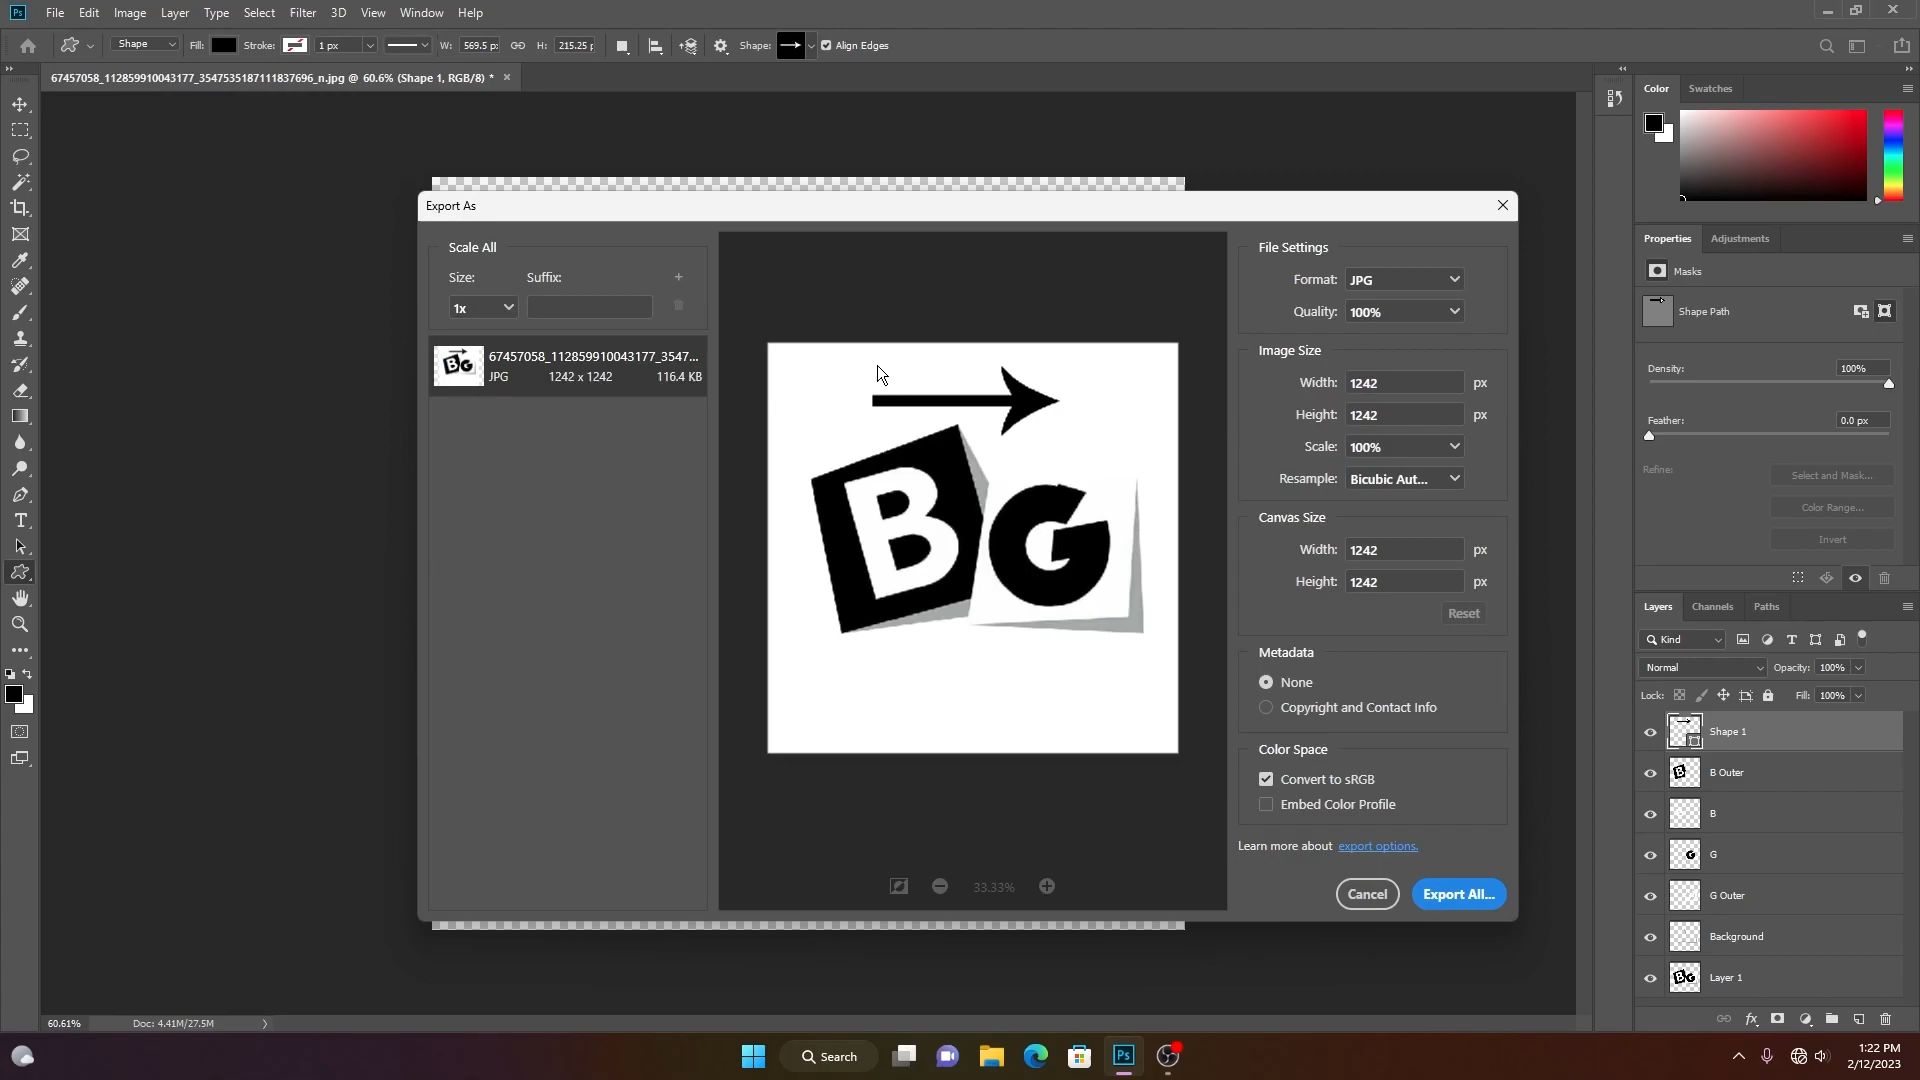 Ps File Edit Image Layer Type Select Filter 3D View Window Help
Shape Fill: Stroke: 1 px W: 569.5 p: H: 215.25 Shape: Align Edges
67457058_112859910043177_3547535187111837696_n.jpg @ 60.6% (Shape 1, RGB/8) *
Export As
Scale All
Size: Suffix:
1x
67457058_112859910043177_3547...
JPG 1242 x 1242 116.4 KB
BG
33.33%
File Settings
Format: JPG
Quality: 100%
Image Size
Width: 1242 px
Height: 1242 px
Scale: 100%
Resample: Bicubic Aut...
Canvas Size
Width: 1242 px
Height: 1242 px
Reset
Metadata
None
Copyright and Contact Info
Color Space
Convert to sRGB
Embed Color Profile
Learn more about export options.
Cancel Export All...
Color Swatches
Properties Adjustments
Masks
Shape Path
Density: 100%
Feather: 0.0 px
Refine: Select and Mask...
Color Range...
Invert
Layers Channels Paths
Kind
Normal Opacity: 100%
Lock: Fill: 100%
Shape 1
B Outer
B
G
G Outer
Background
Layer 1
60.61% Doc: 4.41M/27.5M
Search
Ps
1:22 PM
2/12/2023